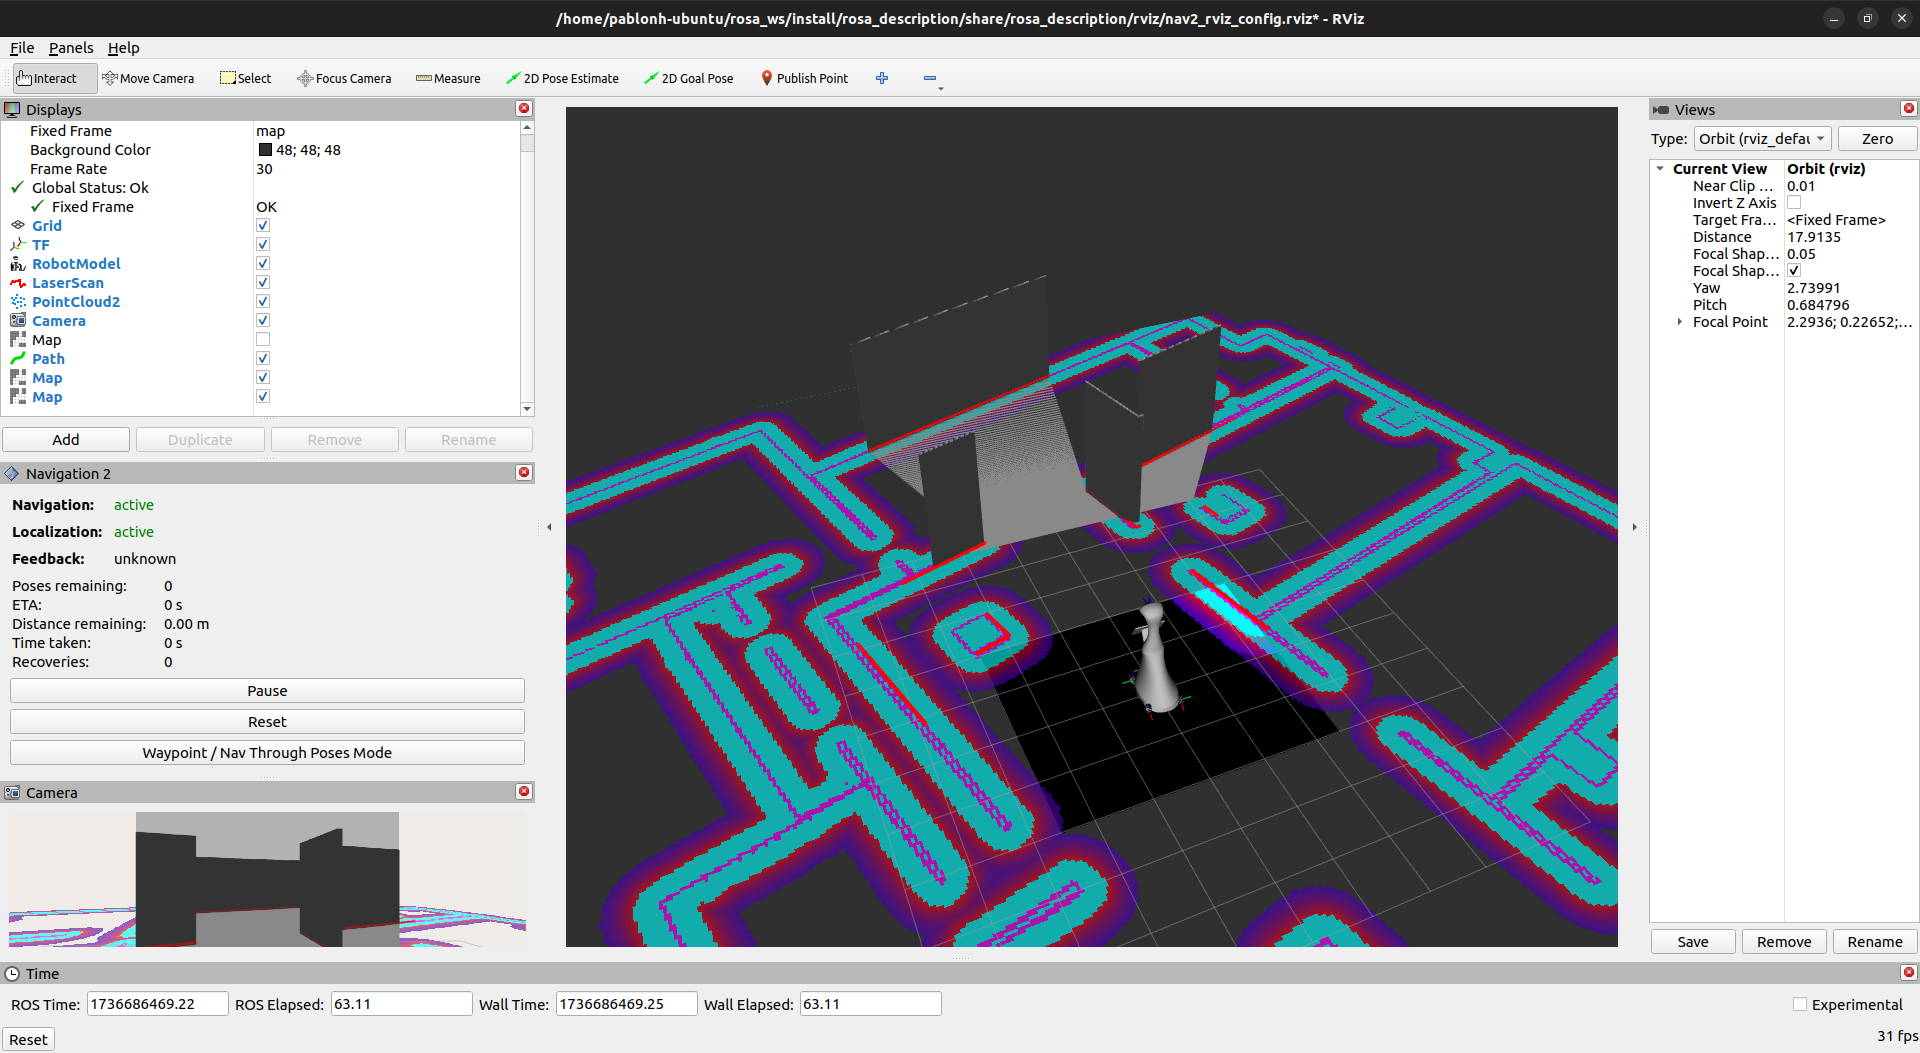 /home/pablonh-ubuntu/rosa_ws/install/rosa_description/share/rosa_description/rviz/nav2_rviz_config.rviz* - RViz
File Panels Help
Interact Move Camera Select Focus Camera Measure 2D Pose Estimate 2D Goal Pose Publish Point
Displays
Fixed Frame map
Background Color 48; 48; 48
Frame Rate 30
Global Status: Ok
Fixed Frame OK
Grid
TF
RobotModel
LaserScan
PointCloud2
Camera
Map
Path
Map
Map
Add Duplicate Remove Rename
Navigation 2
Navigation: active
Localization: active
Feedback: unknown
Poses remaining: 0
ETA: 0 s
Distance remaining: 0.00 m
Time taken: 0 s
Recoveries: 0
Pause
Reset
Waypoint / Nav Through Poses Mode
Camera
Views
Type: Orbit (rviz_defau Zero
Current View Orbit (rviz)
Near Clip ... 0.01
Invert Z Axis
Target Fra... <Fixed Frame>
Distance 17.9135
Focal Shap... 0.05
Focal Shap...
Yaw 2.73991
Pitch 0.684796
Focal Point 2.2936; 0.22652;...
Save Remove Rename
Time
ROS Time: 1736686469.22 ROS Elapsed: 63.11 Wall Time: 1736686469.25 Wall Elapsed: 63.11 Experimental
Reset 31 fps